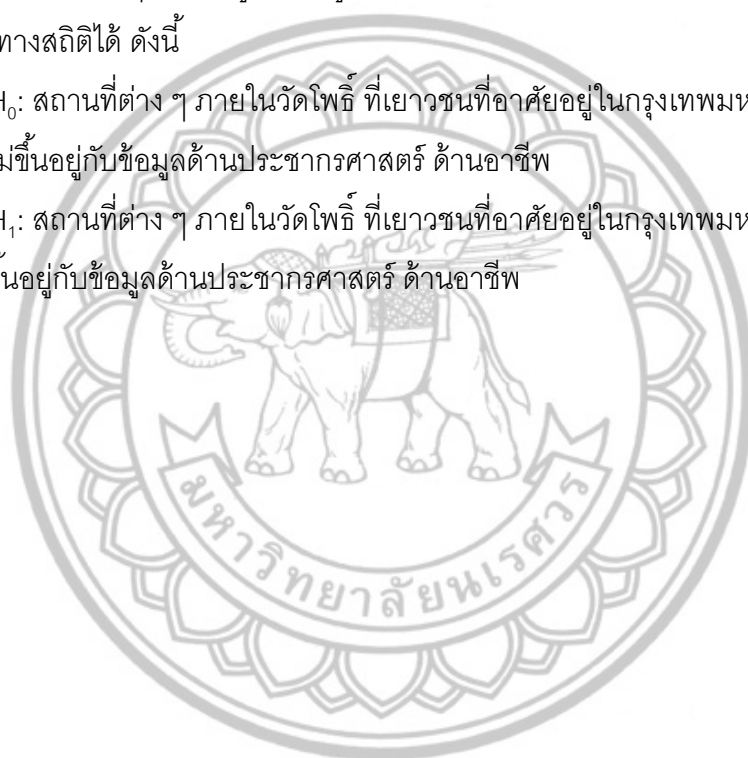 ทางสถิติได้ ดังนี้
H₀: สถานที่ต่าง ๆ ภายในวัดโพธิ์ ที่เยาวชนที่อาศัยอยู่ในกรุงเทพมห
ม่ขึ้นอยู่กับข้อมูลด้านประชากรศาสตร์ ด้านอาชีพ
H₁: สถานที่ต่าง ๆ ภายในวัดโพธิ์ ที่เยาวชนที่อาศัยอยู่ในกรุงเทพมห
ึ้นอยู่กับข้อมูลด้านประชากรศาสตร์ ด้านอาชีพ
มหาวิทยาลัยนเรศวร